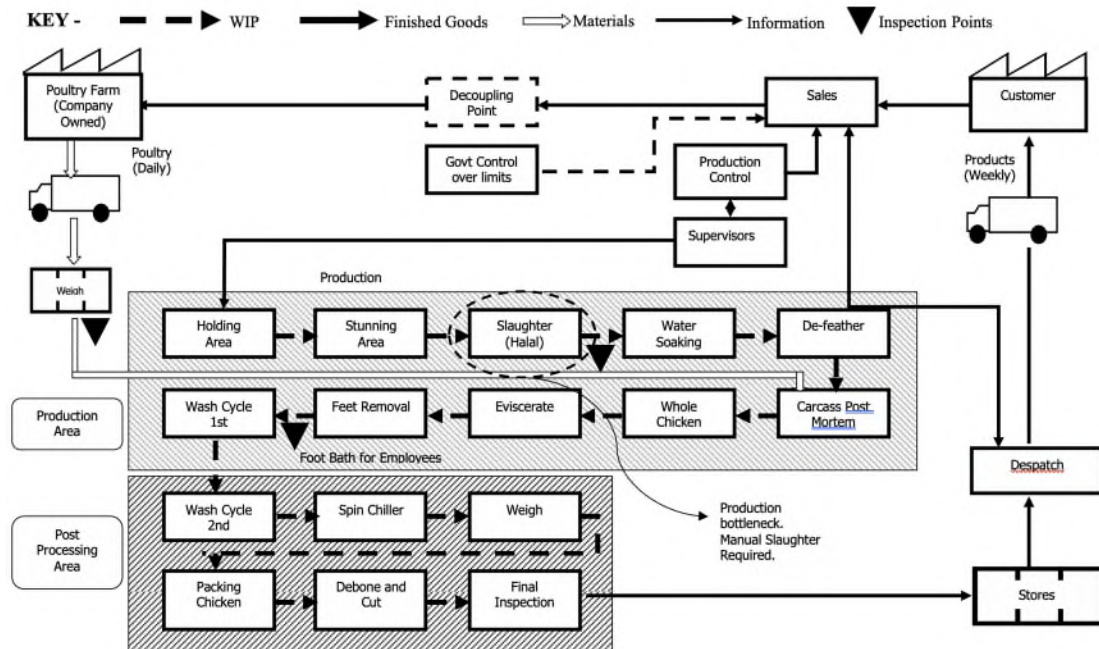 KEY -
WIP
Finished Goods
Materials
Information
Inspection Points
Poultry Farm
(Company
Owned)
Decoupling
Point
Sales
Customer
Poultry
(Daily)
Govt Control
over limits
Production
Control
Products
(Weekly)
Supervisors
Weigh
Production
Holding
Area
Stunning
Area
Slaughter
(Halal)
Water
Soaking
De-feather
Production
Area
Wash Cycle
1st
Feet Removal
Eviscerate
Whole
Chicken
Carcass Post
Mortem
Foot Bath for Employees
Despatch
Post
Processing
Area
Wash Cycle
2nd
Spin Chiller
Weigh
Production
bottleneck.
Manual Slaughter
Required.
Packing
Chicken
Debone and
Cut
Final
Inspection
Stores